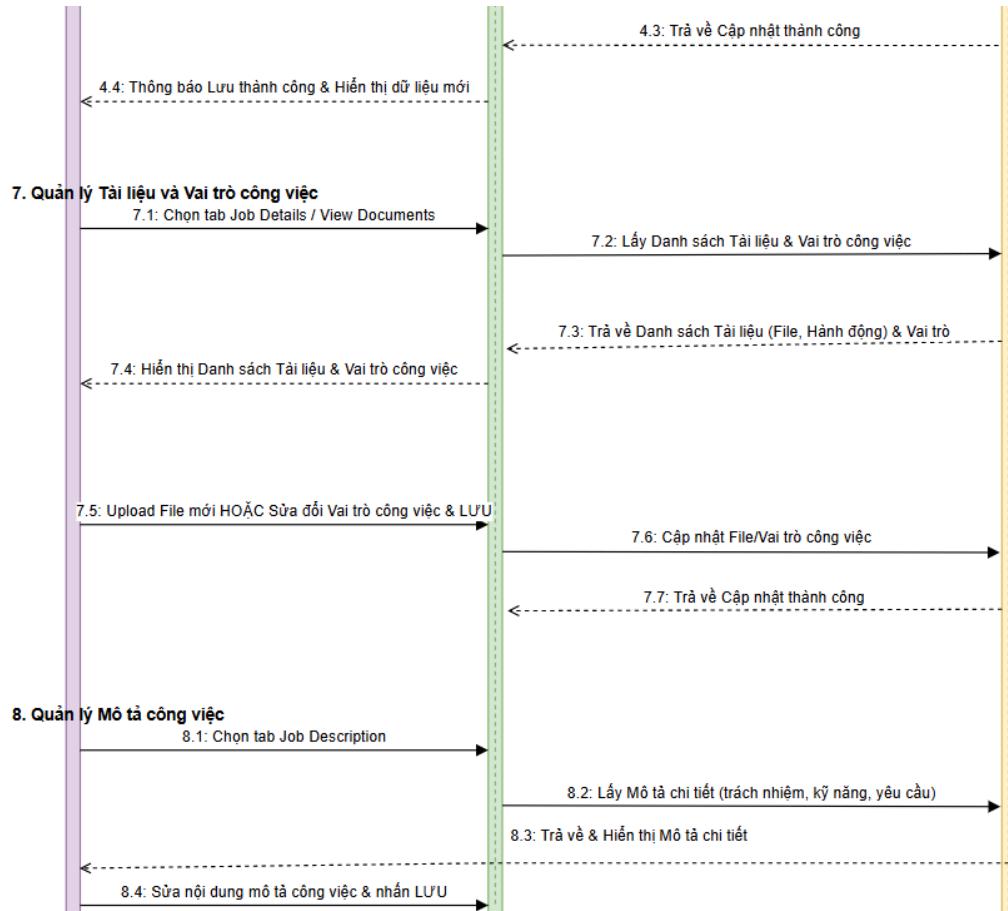 4.3: Trả về Cập nhật thành công
4.4: Thông báo Lưu thành công & Hiển thị dữ liệu mới
7. Quản lý Tài liệu và Vai trò công việc
7.1: Chọn tab Job Details / View Documents
7.2: Lấy Danh sách Tài liệu & Vai trò công việc
7.3: Trả về Danh sách Tài liệu (File, Hành động) & Vai trò
7.4: Hiển thị Danh sách Tài liệu & Vai trò công việc
7.5: Upload File mới HOẶC Sửa đổi Vai trò công việc & LƯU
7.6: Cập nhật File/Vai trò công việc
7.7: Trả về Cập nhật thành công
8. Quản lý Mô tả công việc
8.1: Chọn tab Job Description
8.2: Lấy Mô tả chi tiết (trách nhiệm, kỹ năng, yêu cầu)
8.3: Trả về & Hiển thị Mô tả chi tiết
8.4: Sửa nội dung mô tả công việc & nhấn LƯU